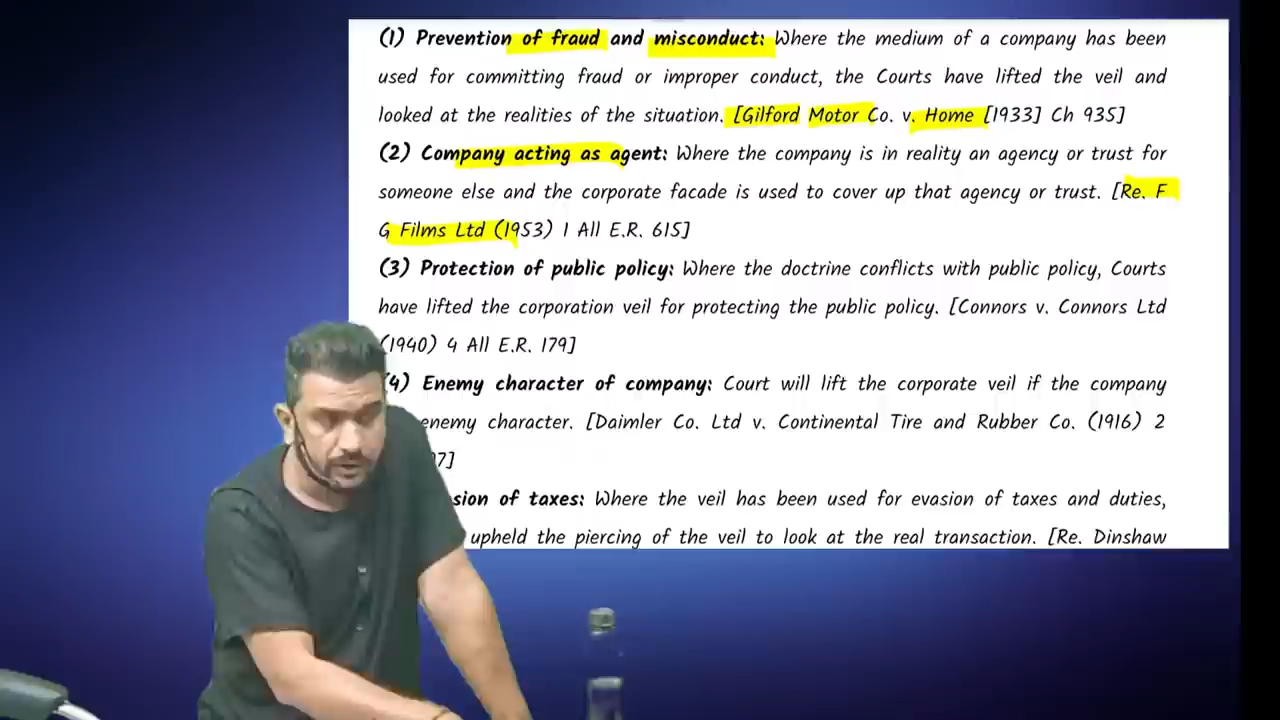 (1) Prevention of fraud and misconduct: Where the medium of a company has been
used for committing fraud or improper conduct, the Courts have lifted the veil and
looked at the realities of the situation. [Gilford Motor Co. v. Home [1933] Ch 935]
(2) Company acting as agent: Where the company is in reality an agency or trust for
someone else and the corporate facade is used to cover up that agency or trust. [Re. F
G Films Ltd (1953) 1 All E.R. 615]
(3) Protection of public policy: Where the doctrine conflicts with public policy, Courts
have lifted the corporation veil for protecting the public policy. [Connors v. Connors Ltd
(1940) 4 All E.R. 179]
4) Enemy character of company: Court will lift the corporate veil if the company
enemy character. [Daimler Co. Ltd v. Continental Tire and Rubber Co. (1916) 2
7]
sion of taxes: Where the veil has been used for evasion of taxes and duties,
upheld the piercing of the veil to look at the real transaction. [Re. Dinshaw